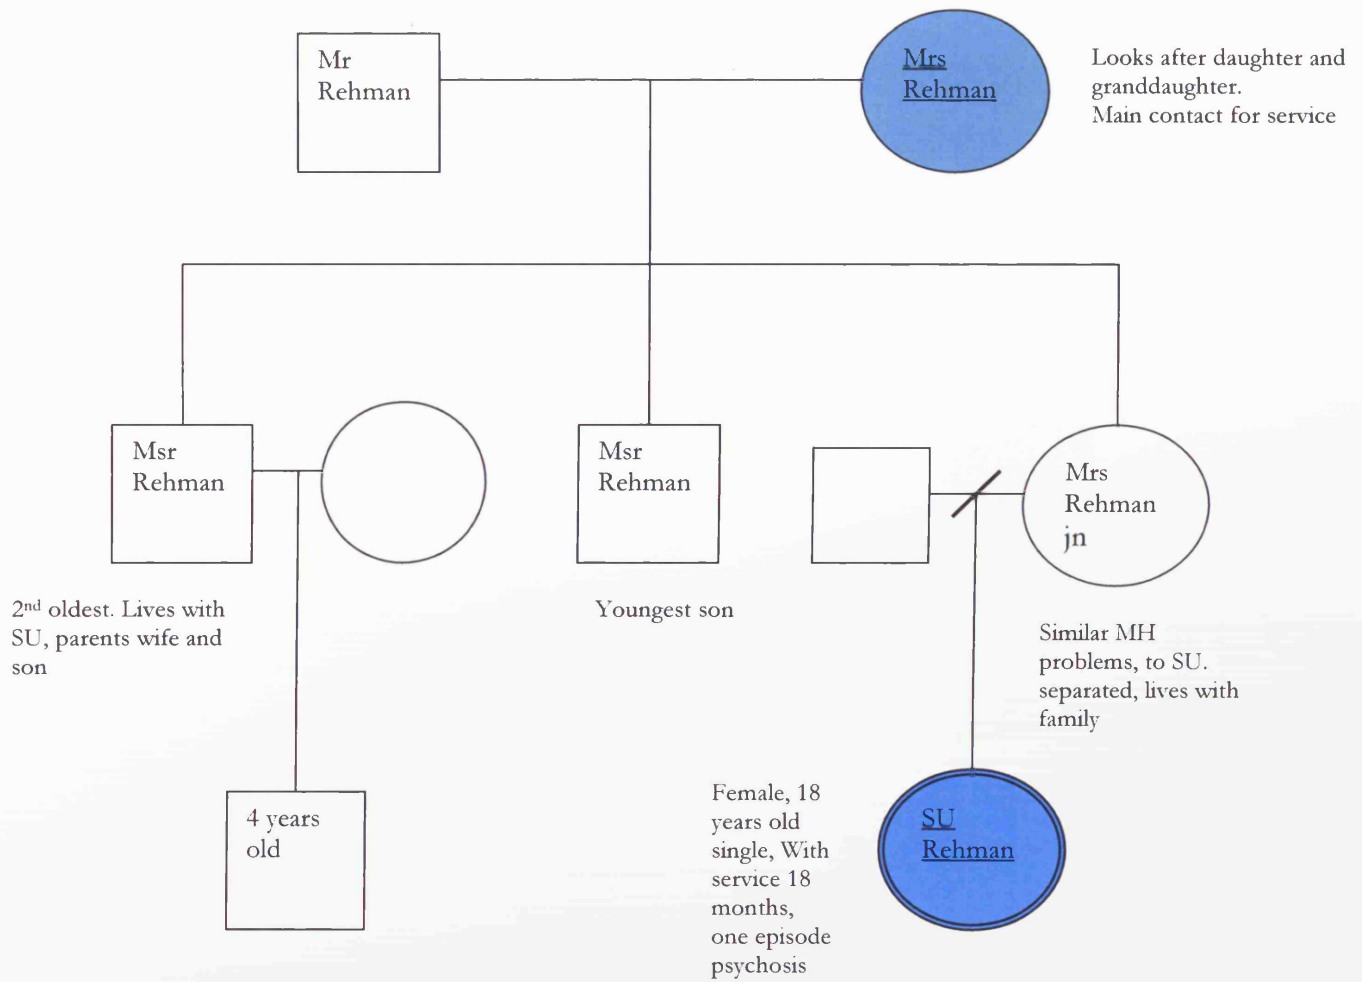 Mr
Rehman
Mrs
Rehman
Looks after daughter and
granddaughter.
Main contact for service
Msr
Rehman
Msr
Rehman
Mrs
Rehman
jn
2nd oldest. Lives with
SU, parents wife and
son
Youngest son
Similar MH
problems, to SU.
separated, lives with
family
4 years
old
Female, 18
years old
single, With
service 18
months,
one episode
psychosis
SU
Rehman